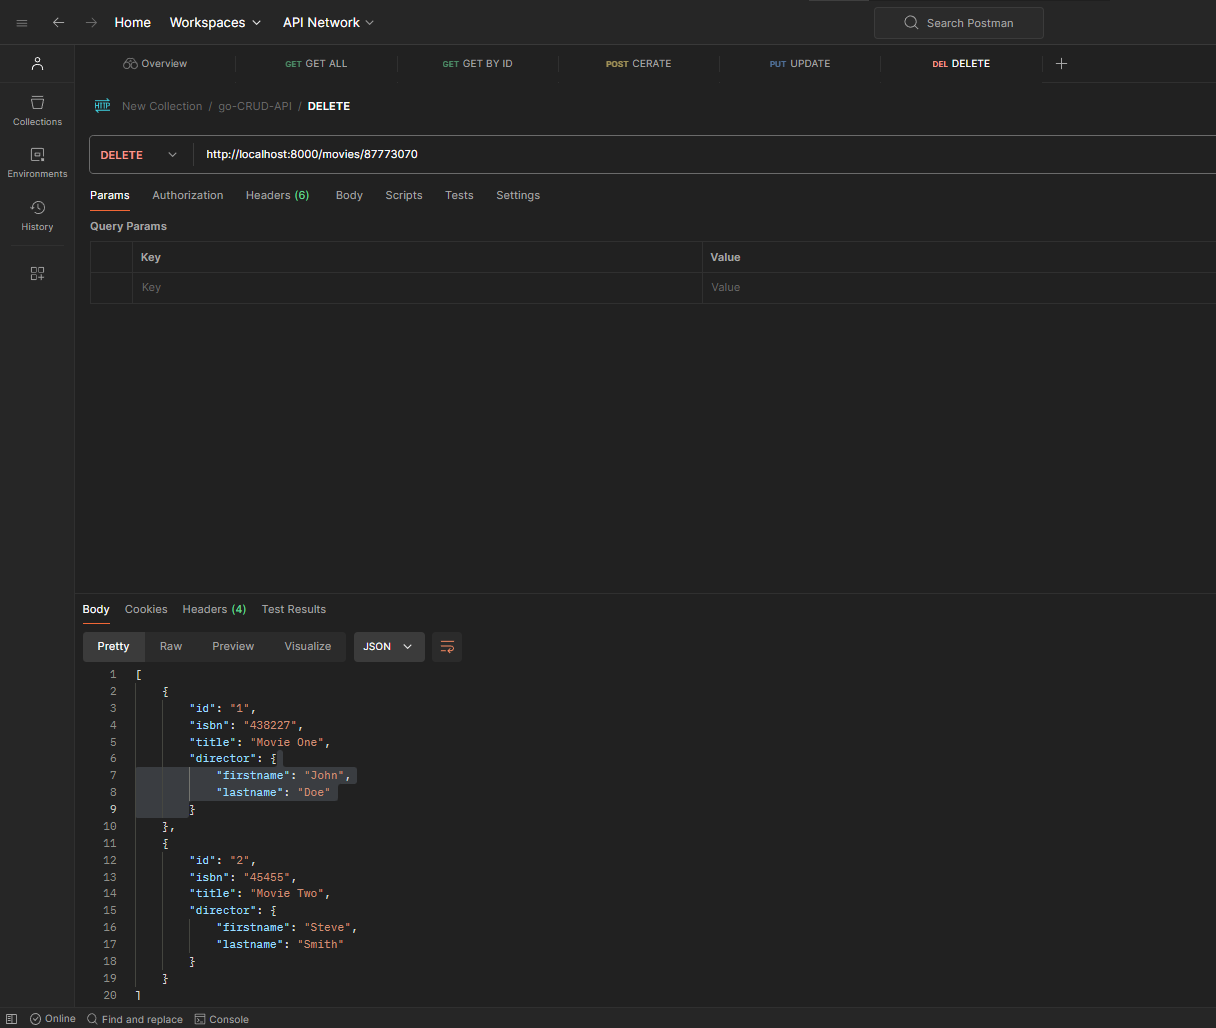 Home Workspaces API Network Search Postman
Overview GET GET ALL GET GET BY ID POST CERATE PUT UPDATE DEL DELETE
Collections
Environments
History
HTTP New Collection / go-CRUD-API / DELETE
DELETE http://localhost:8000/movies/87773070
Params Authorization Headers (6) Body Scripts Tests Settings
Query Params
Key Value
Key Value
Body Cookies Headers (4) Test Results
Pretty Raw Preview Visualize JSON
1 [
2 {
3 "id": "1",
4 "isbn": "438227",
5 "title": "Movie One",
6 "director": {
7 "firstname": "John",
8 "lastname": "Doe"
9 }
10 },
11 {
12 "id": "2",
13 "isbn": "45455",
14 "title": "Movie Two",
15 "director": {
16 "firstname": "Steve",
17 "lastname": "Smith"
18 }
19 }
20 ]
Online Find and replace Console